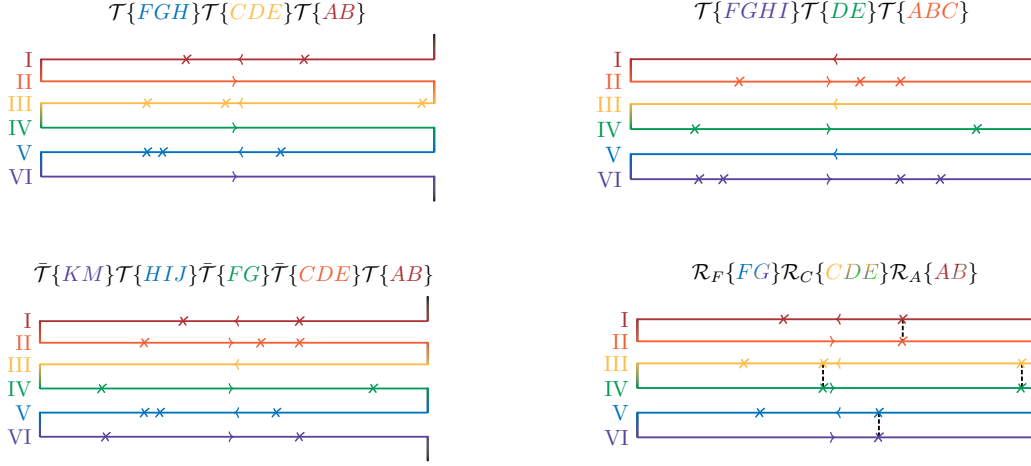 𝒯{FGH}𝒯{CDE}𝒯{AB}
I
II
III
IV
V
VI
𝒯{FGHI}𝒯{DE}𝒯{ABC}
I
II
III
IV
V
VI
𝒯̄{KM}𝒯{HIJ}𝒯̄{FG}𝒯̄{CDE}𝒯{AB}
I
II
III
IV
V
VI
ℛ_F{FG}ℛ_C{CDE}ℛ_A{AB}
I
II
III
IV
V
VI